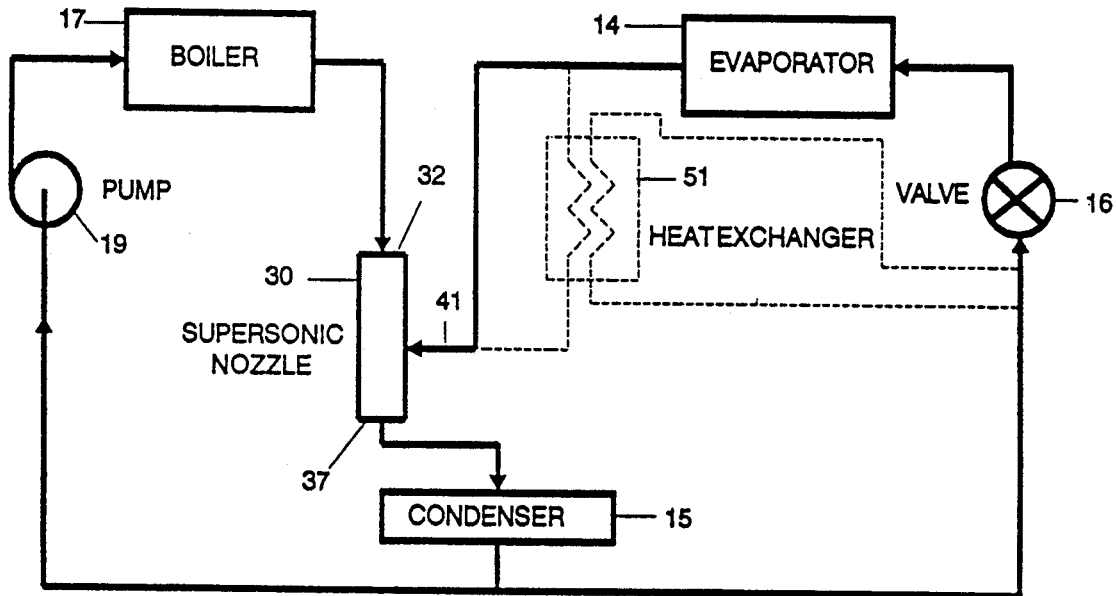 17
BOILER
14
EVAPORATOR
PUMP
19
32
51
VALVE
16
HEATEXCHANGER
30
41
SUPERSONIC
NOZZLE
37
CONDENSER
15